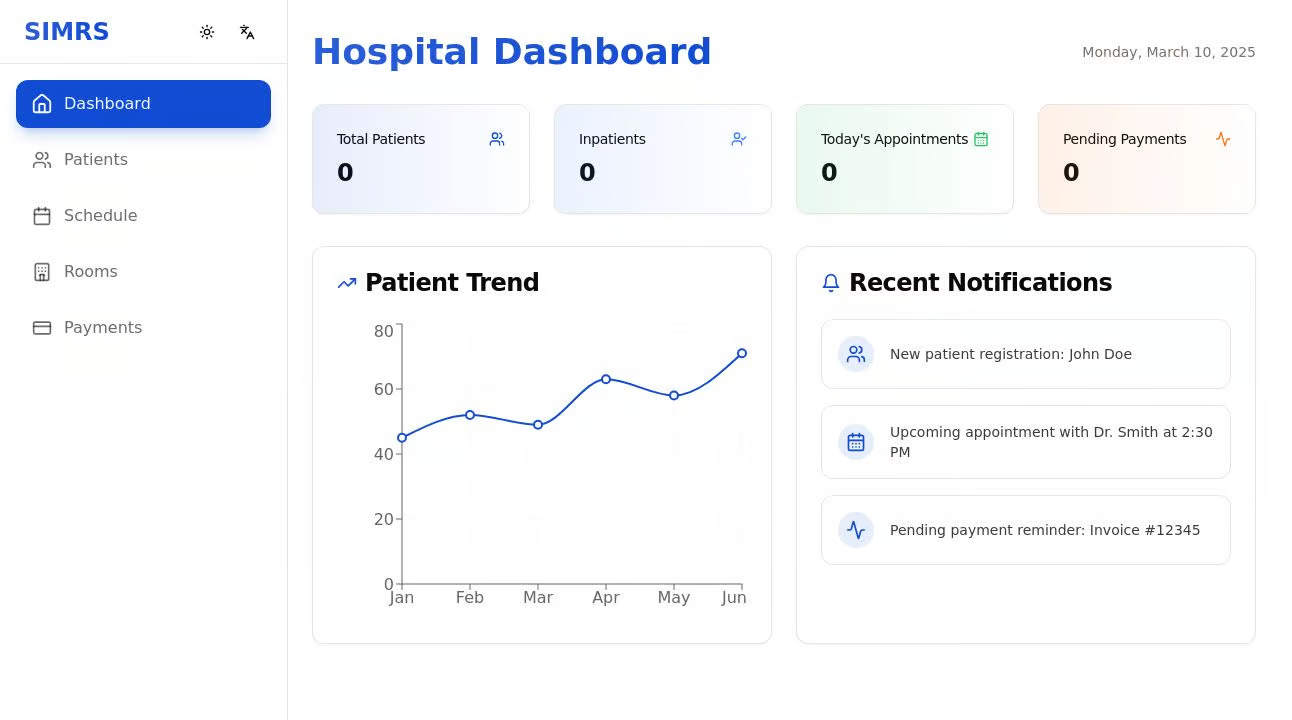 SIMRS
Dashboard
Patients
Schedule
Rooms
Payments
Hospital Dashboard
Monday, March 10, 2025
Total Patients
0
Inpatients
0
Today's Appointments
0
Pending Payments
0
Patient Trend
80
60
40
20
0
Jan Feb Mar Apr May Jun
Recent Notifications
New patient registration: John Doe
Upcoming appointment with Dr. Smith at 2:30
PM
Pending payment reminder: Invoice #12345